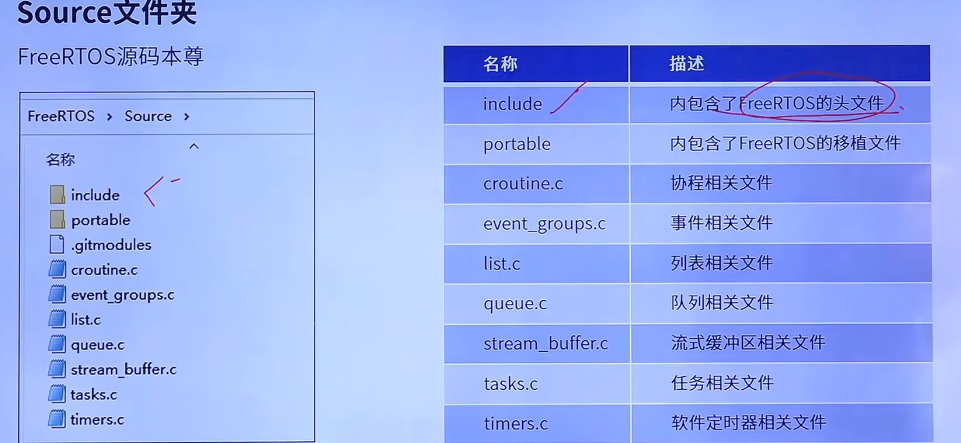 Source文件夹
FreeRTOS源码本尊
FreeRTOS > Source >
名称
include
portable
.gitmodules
croutine.c
event_groups.c
list.c
queue.c
stream_buffer.c
tasks.c
timers.c
名称 描述
include 内包含了FreeRTOS的头文件
portable 内包含了FreeRTOS的移植文件
croutine.c 协程相关文件
event_groups.c 事件相关文件
list.c 列表相关文件
queue.c 队列相关文件
stream_buffer.c 流式缓冲区相关文件
tasks.c 任务相关文件
timers.c 软件定时器相关文件